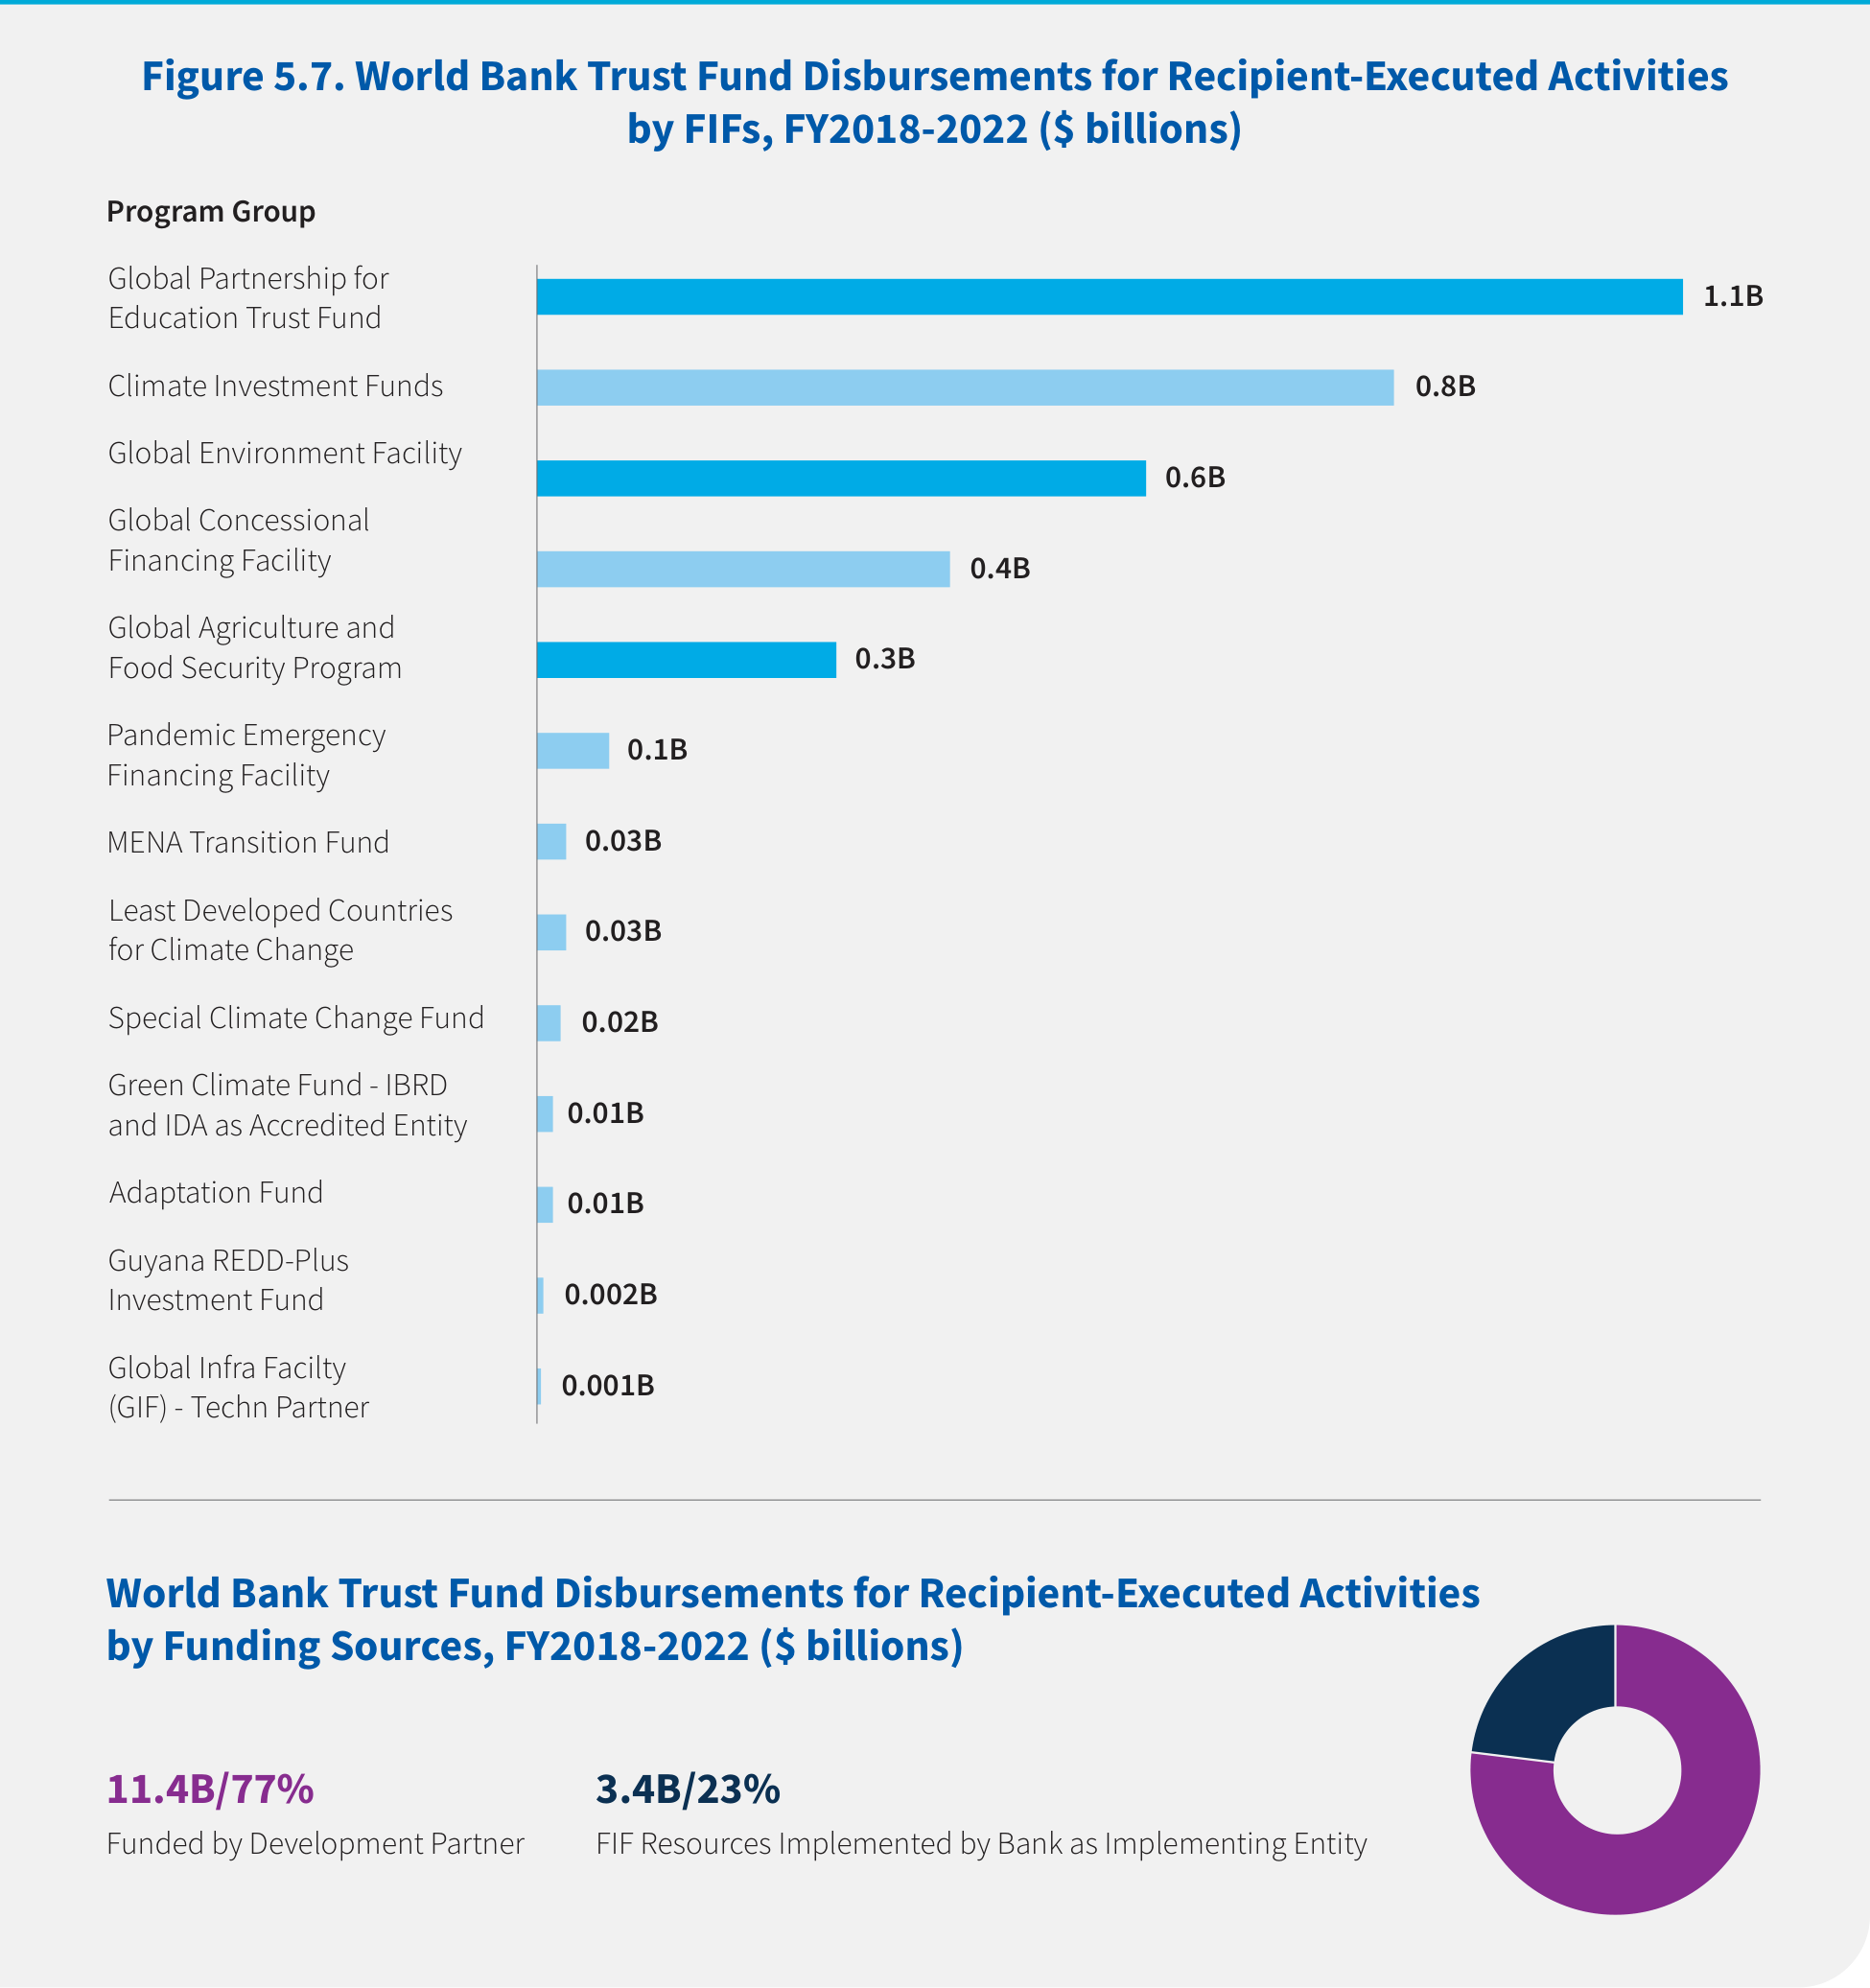 Figure 5.7. World Bank Trust Fund Disbursements for Recipient-Executed Activities
by FIFs, FY2018-2022 ($ billions)
Program Group
Global Partnership for
Education Trust Fund
1.1B
Climate Investment Funds
0.8B
Global Environment Facility
0.6B
Global Concessional
Financing Facility
0.4B
Global Agriculture and
Food Security Program
0.3B
Pandemic Emergency
Financing Facility
0.1B
MENA Transition Fund
0.03B
Least Developed Countries
for Climate Change
0.03B
Special Climate Change Fund
0.02B
Green Climate Fund - IBRD
and IDA as Accredited Entity
0.01B
Adaptation Fund
0.01B
Guyana REDD-Plus
Investment Fund
0.002B
Global Infra Facilty
(GIF) - Techn Partner
0.001B
World Bank Trust Fund Disbursements for Recipient-Executed Activities
by Funding Sources, FY2018-2022 ($ billions)
11.4B/77%
Funded by Development Partner
3.4B/23%
FIF Resources Implemented by Bank as Implementing Entity